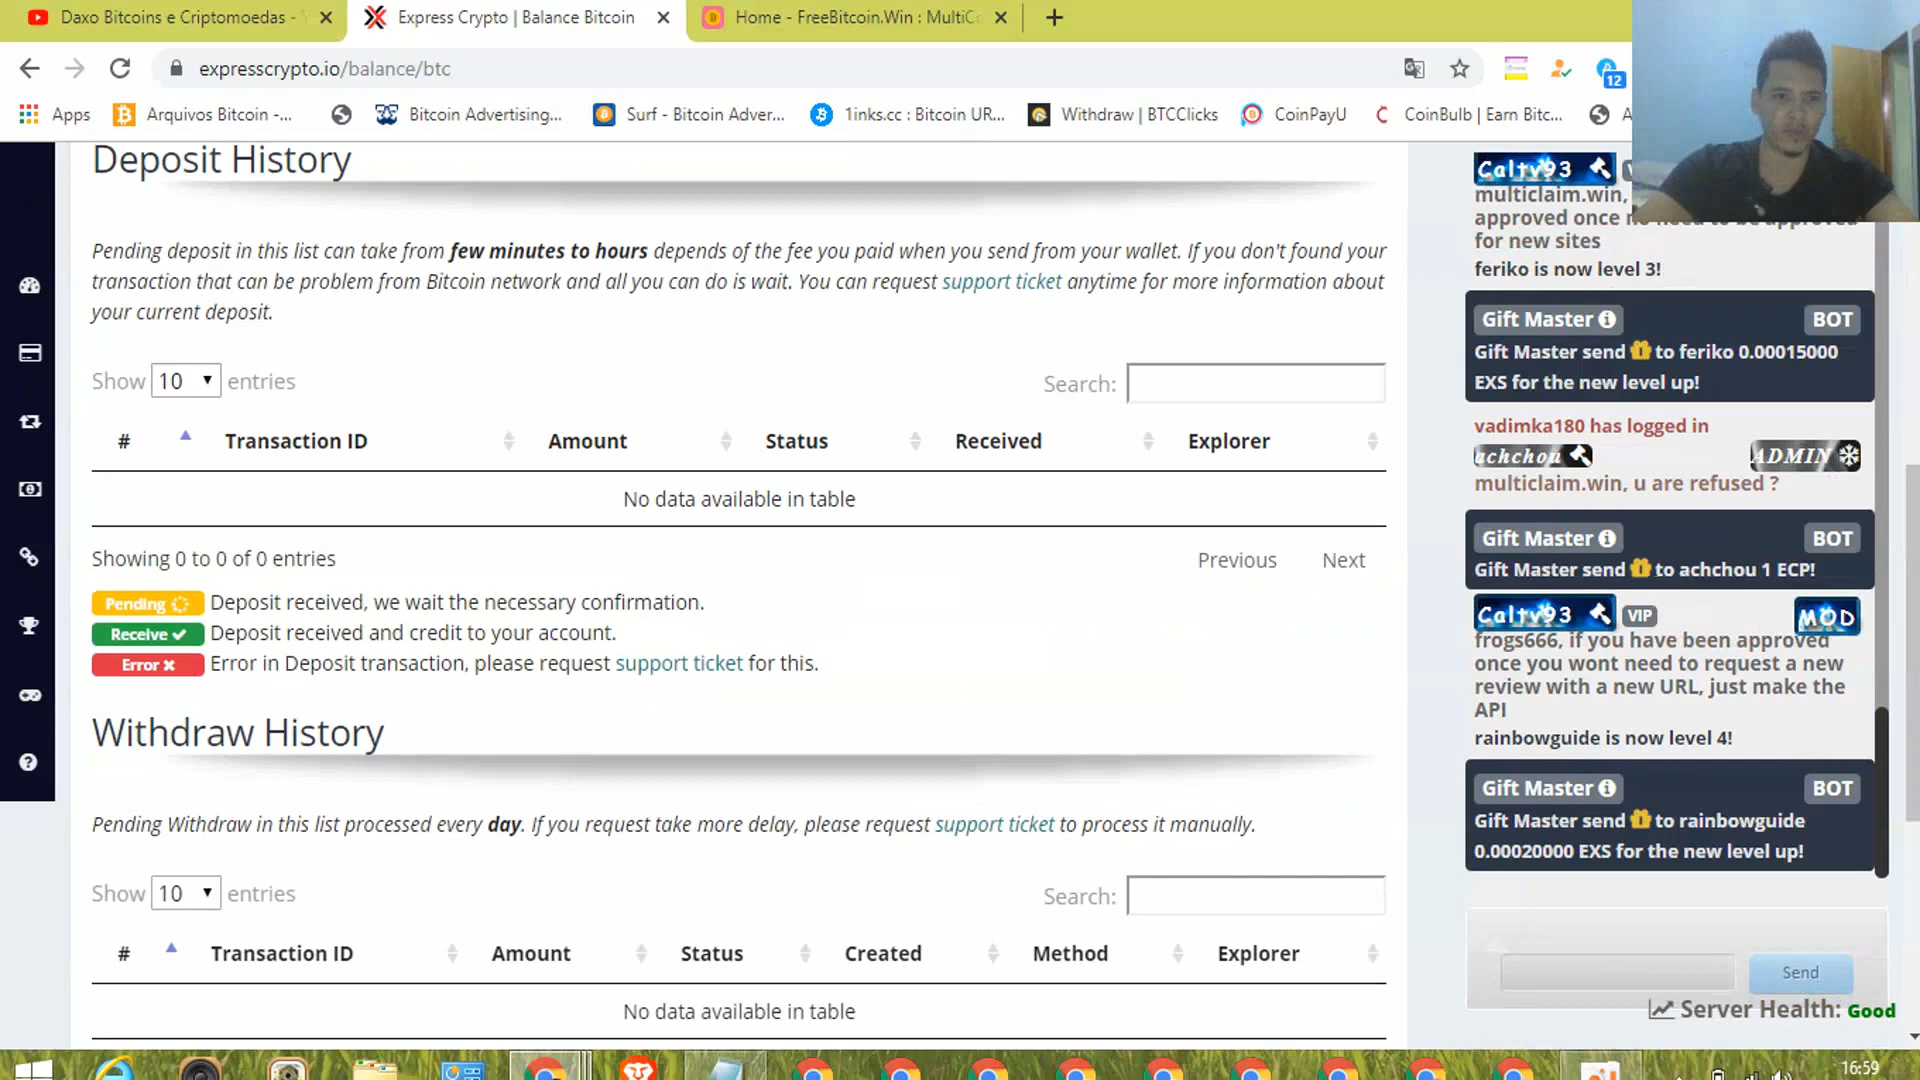 Daxo Bitcoins e Criptomoedas -
Express Crypto | Balance Bitcoin
Home - FreeBitcoin.Win : MultiC
expresscrypto.io/balance/btc
12
Apps
Arquivos Bitcoin -...
Bitcoin Advertising...
Surf - Bitcoin Adver...
1inks.cc : Bitcoin UR...
Withdraw | BTCClicks
CoinPayU
CoinBulb | Earn Bitc...
Deposit History
Pending deposit in this list can take from few minutes to hours depends of the fee you paid when you send from your wallet. If you don't found your
transaction that can be problem from Bitcoin network and all you can do is wait. You can request support ticket anytime for more information about
your current deposit.
Show 10 entries
Search:
# Transaction ID Amount Status Received Explorer
No data available in table
Showing 0 to 0 of 0 entries
Previous Next
Pending Deposit received, we wait the necessary confirmation.
Receive Deposit received and credit to your account.
Error Error in Deposit transaction, please request support ticket for this.
Withdraw History
Pending Withdraw in this list processed every day. If you request take more delay, please request support ticket to process it manually.
Show 10 entries
Search:
# Transaction ID Amount Status Created Method Explorer
No data available in table
Caltv93
multiclaim.win,
approved once no need to be approved
for new sites
feriko is now level 3!
Gift Master BOT
Gift Master send to feriko 0.00015000
EXS for the new level up!
vadimka180 has logged in
achchou ADMIN
multiclaim.win, u are refused ?
Gift Master BOT
Gift Master send to achchou 1 ECP!
Caltv93 VIP MOD
frogs666, if you have been approved
once you wont need to request a new
review with a new URL, just make the
API
rainbowguide is now level 4!
Gift Master BOT
Gift Master send to rainbowguide
0.00020000 EXS for the new level up!
Send
Server Health: Good
16:59